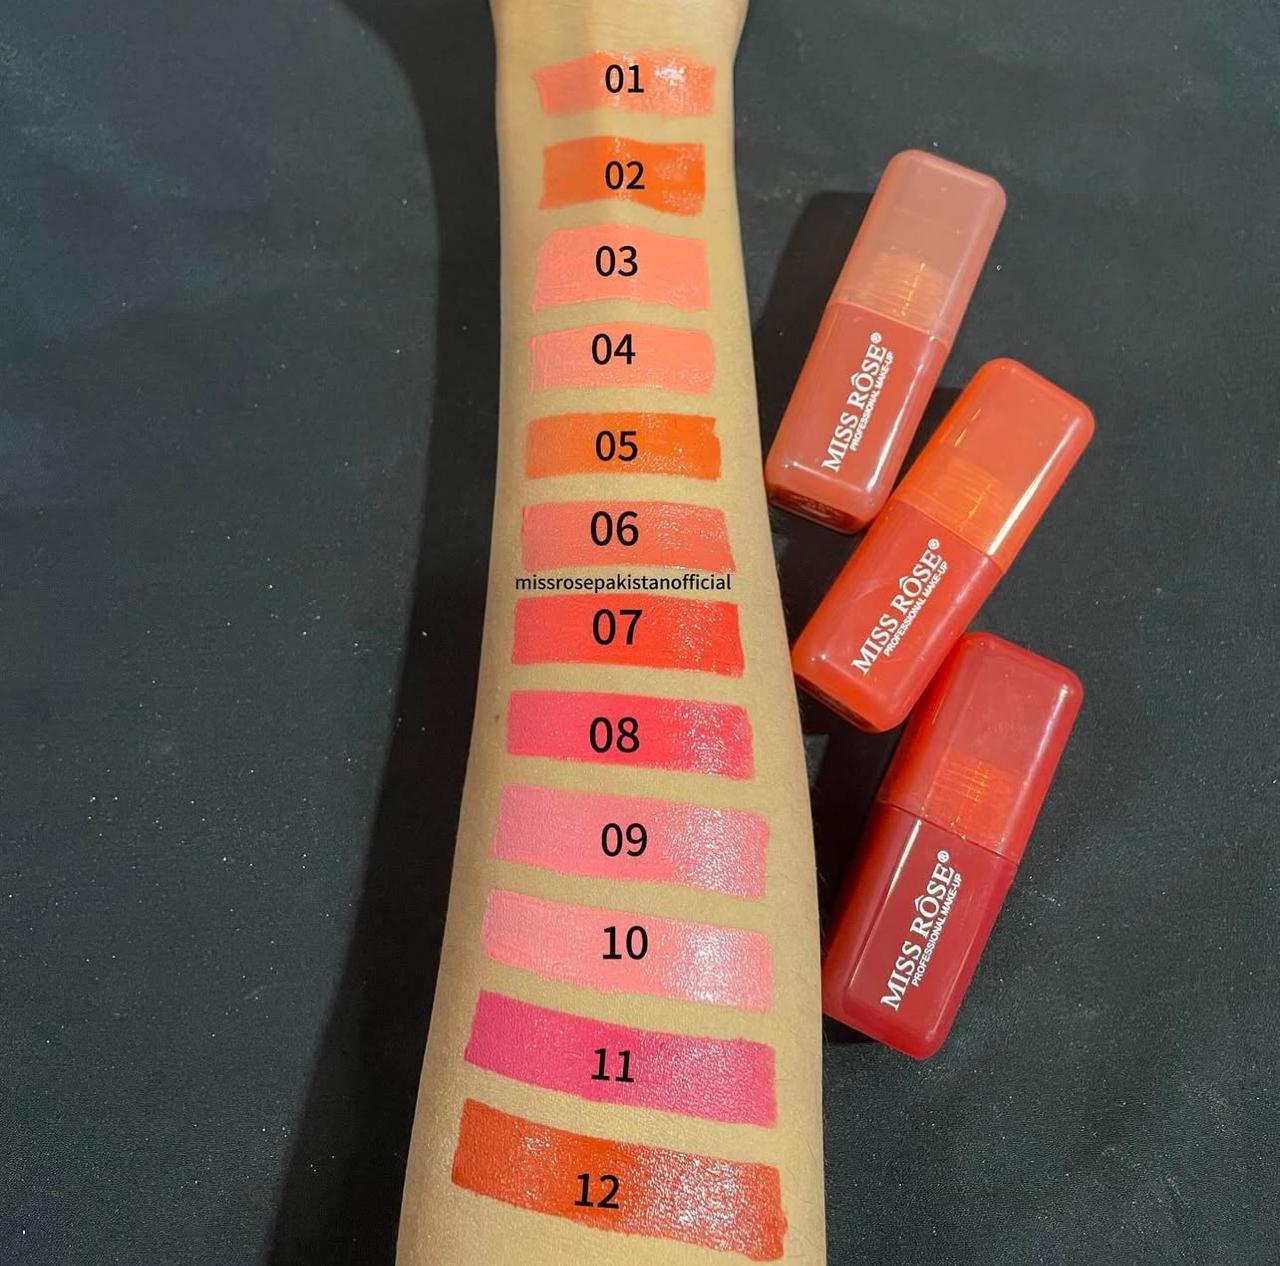 01
02
03
04
05
06
missrosepakistanofficial
07
08
09
10
11
12
MISS RÔSE®
PROFESSIONAL MAKE-UP
MISS RÔSE®
PROFESSIONAL MAKE-UP
MISS RÔSE®
PROFESSIONAL MAKE-UP